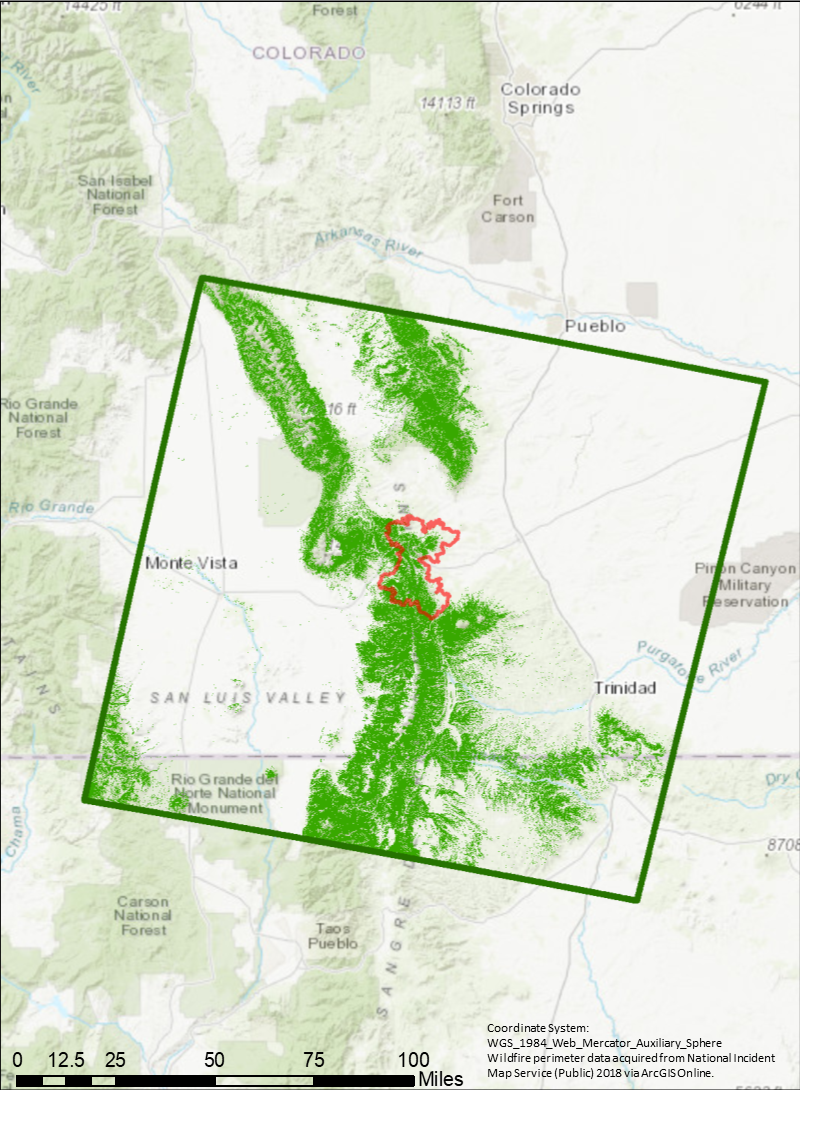 14425 ft
Forest
6244 ft
COLORADO
River
Colorado
Springs
14113 ft
San Isabel
National
Forest
Fort
Carson
Arkansas River
Pueblo
Rio Grande
National
Forest
16 ft
N S
Rio Grande
Monte Vista
Pinon Canyon
Military
Reservation
Purgatoire River
T A I N S
Trinidad
SAN LUIS VALLEY
Rio Grande del
Norte National
Monument
Dry C
Chama
8708
Carson
National
Forest
Taos
Pueblo
SANGRE D
Coordinate System:
WGS_1984_Web_Mercator_Auxiliary_Sphere
Wildfire perimeter data acquired from National Incident
Map Service (Public) 2018 via ArcGIS Online.
0 12.5 25 50 75 100
Miles